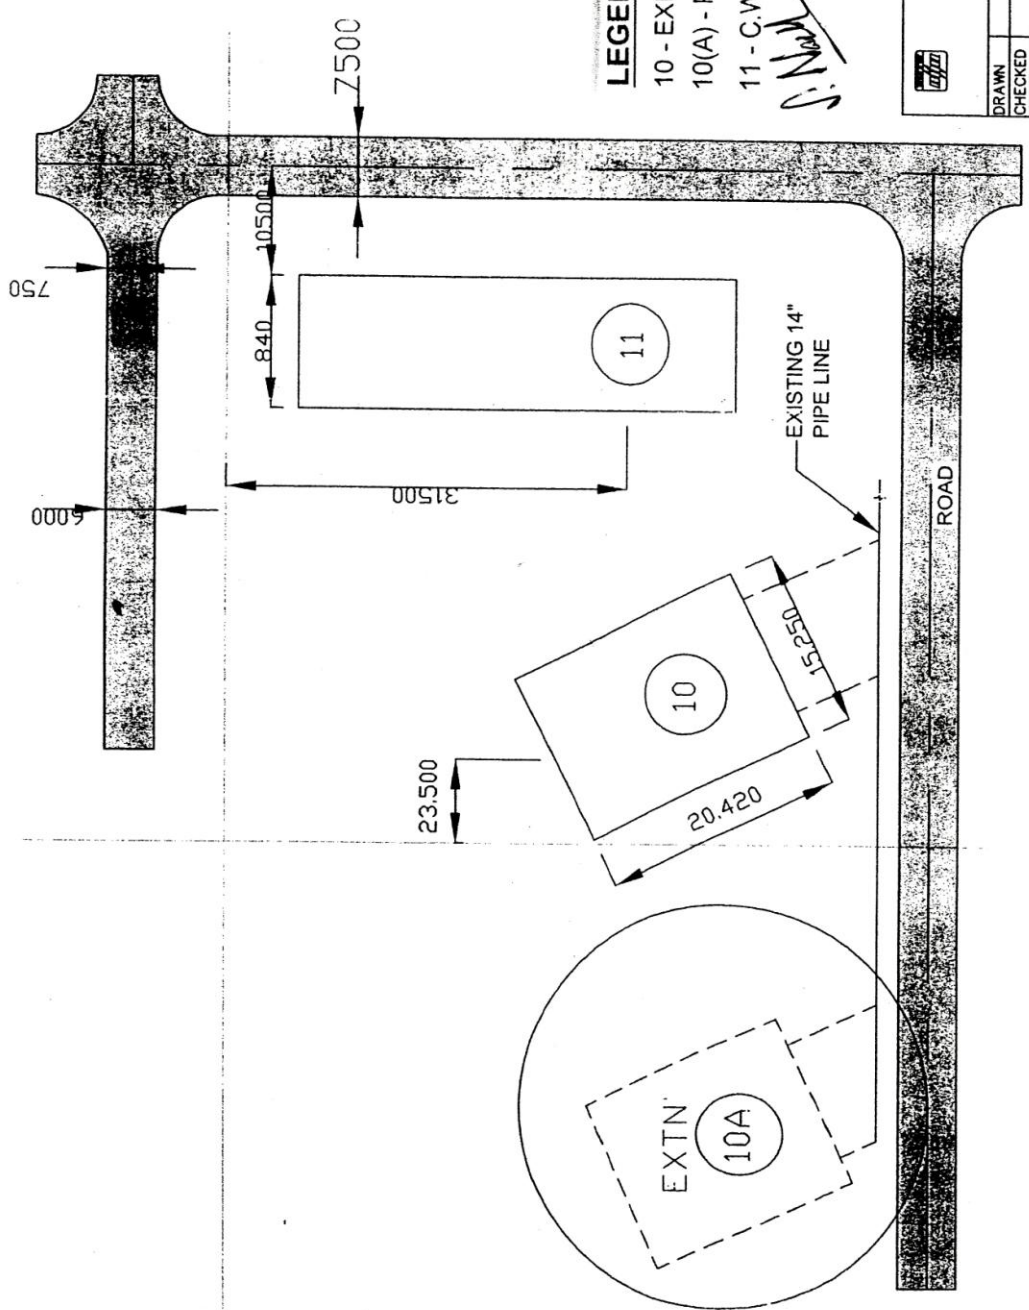 LEGE
10 - EXI
10(A) -
11 - C.W
DRAWN
CHECKED
7500
10500
750
840
11
EXISTING 14"
PIPE LINE
31500
6000
ROAD
10
15.250
23.500
20.420
EXTN'
10A